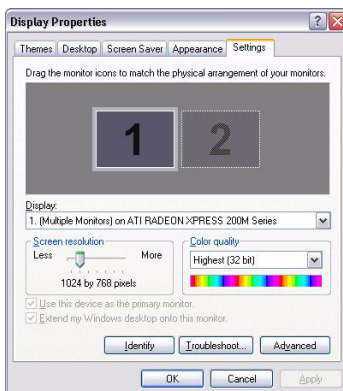 Display Properties
Themes Desktop Screen Saver Appearance Settings
Drag the monitor icons to match the physical arrangement of your monitors.
1 2
Display:
1. (Multiple Monitors) on ATI RADEON XPRESS 200M Series
Screen resolution
Less More
1024 by 768 pixels
Color quality
Highest (32 bit)
Use this device as the primary monitor.
Extend my Windows desktop onto this monitor.
Identify Troubleshoot... Advanced
OK Cancel Apply